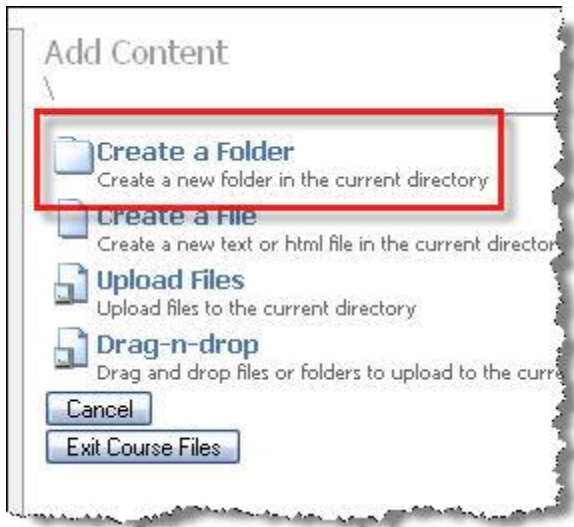 Add Content
\
Create a Folder
Create a new folder in the current directory
Create a File
Create a new text or html file in the current director
Upload Files
Upload files to the current directory
Drag-n-drop
Drag and drop files or folders to upload to the curr
Cancel
Exit Course Files